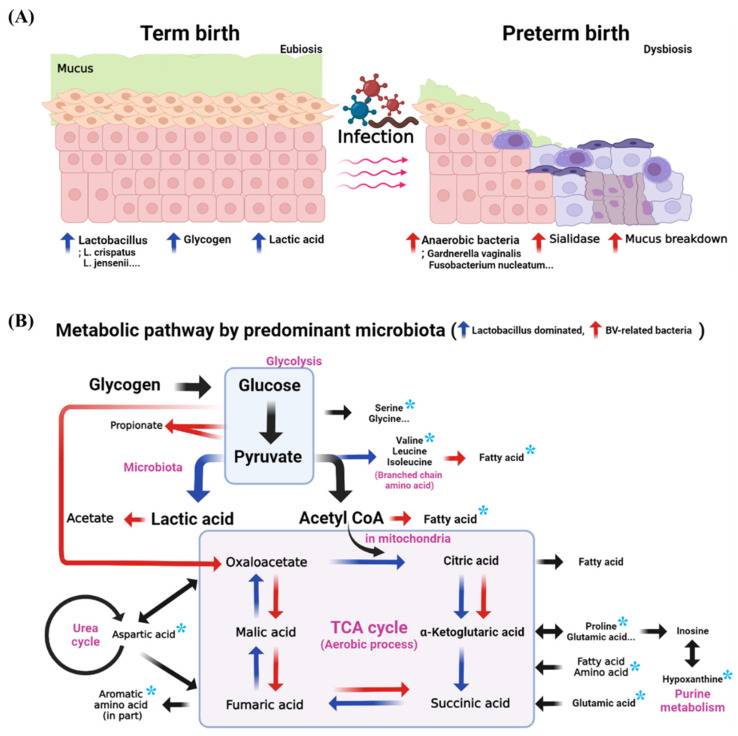 (A)
Term birth
Eubiosis
Mucus
Infection
Preterm birth
Dysbiosis
Lactobacillus
; L. crispatus
L. jensenii....
Glycogen
Lactic acid
Anaerobic bacteria
; Gardnerella vaginalis
Fusobacterium nucleatum...
Sialidase
Mucus breakdown
(B)
Metabolic pathway by predominant microbiota ( Lactobacillus dominated, BV-related bacteria )
Glycolysis
Glycogen
Glucose
Serine*
Glycine...
Propionate
Pyruvate
Valine*
Leucine
Isoleucine
(Branched chain
amino acid)
Fatty acid*
Microbiota
Acetate
Lactic acid
Acetyl CoA
Fatty acid*
in mitochondria
Oxaloacetate
Citric acid
Fatty acid
Urea
cycle
Aspartic acid*
Malic acid
TCA cycle
(Aerobic process)
α-Ketoglutaric acid
Proline*
Glutamic acid...
Inosine
Fatty acid*
Amino acid
Hypoxanthine*
Purine
metabolism
Aromatic*
amino acid
(in part)
Fumaric acid
Succinic acid
Glutamic acid*